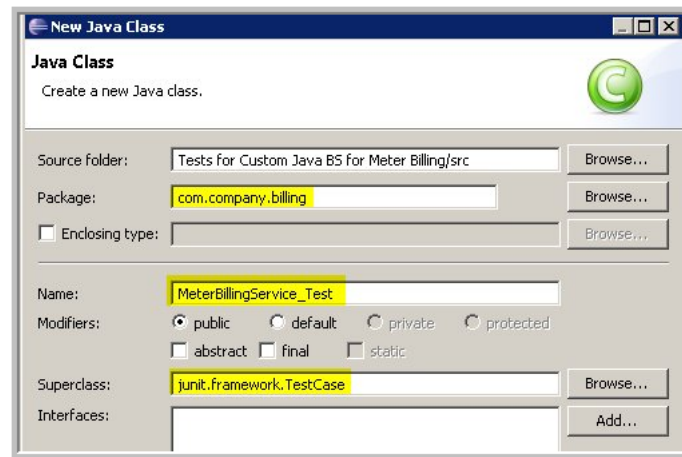 New Java Class
Java Class
Create a new Java class.
Source folder: Tests for Custom Java BS for Meter Billing/src Browse...
Package: com.company.billing Browse...
Enclosing type: Browse...
Name: MeterBillingService_Test
Modifiers: public default private protected
abstract final static
Superclass: junit.framework.TestCase Browse...
Interfaces: Add...